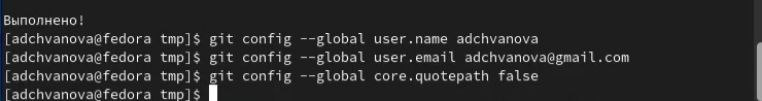 Выполнено!
[adchvanova@fedora tmp]$ git config --global user.name adchvanova
[adchvanova@fedora tmp]$ git config --global user.email adchvanova@gmail.com
[adchvanova@fedora tmp]$ git config --global core.quotepath false
[adchvanova@fedora tmp]$